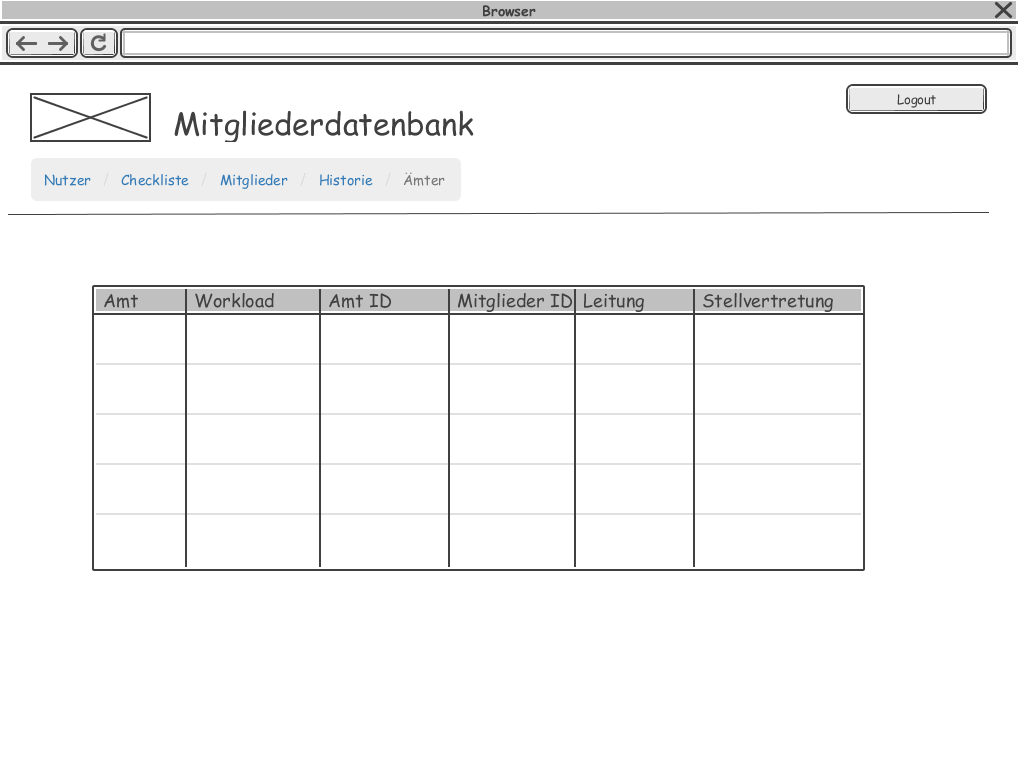 Browser
Logout
Mitgliederdatenbank
Nutzer / Checkliste / Mitglieder / Historie / Ämter
Amt Workload Amt ID Mitglieder ID Leitung Stellvertretung